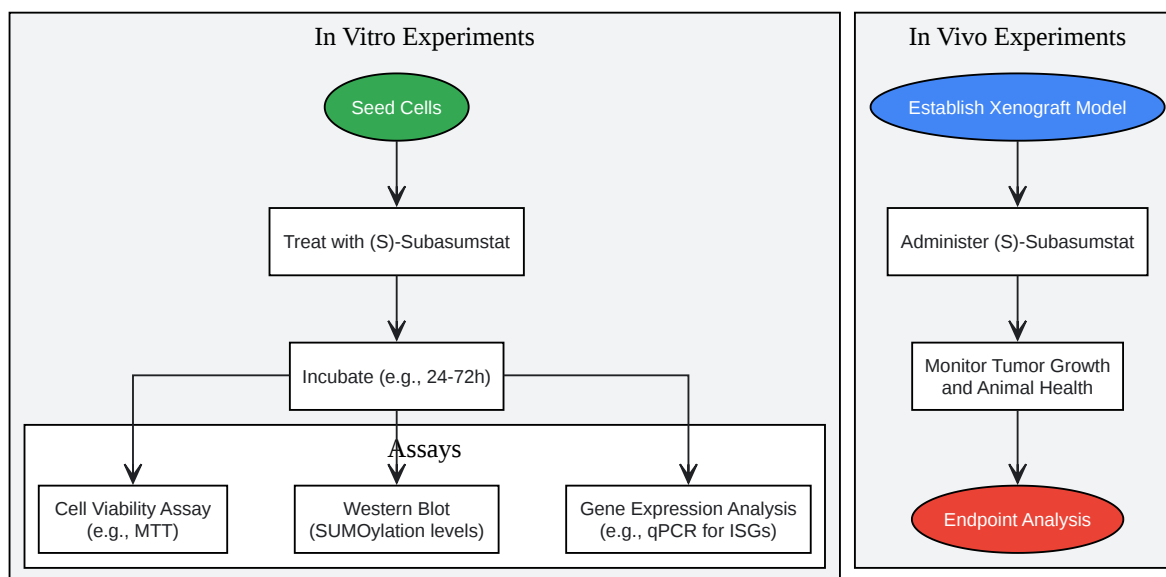 In Vitro Experiments
Seed Cells
Treat with (S)-Subasumstat
Incubate (e.g., 24-72h)
Assays
Cell Viability Assay
(e.g., MTT)
Western Blot
(SUMOylation levels)
Gene Expression Analysis
(e.g., qPCR for ISGs)
In Vivo Experiments
Establish Xenograft Model
Administer (S)-Subasumstat
Monitor Tumor Growth
and Animal Health
Endpoint Analysis